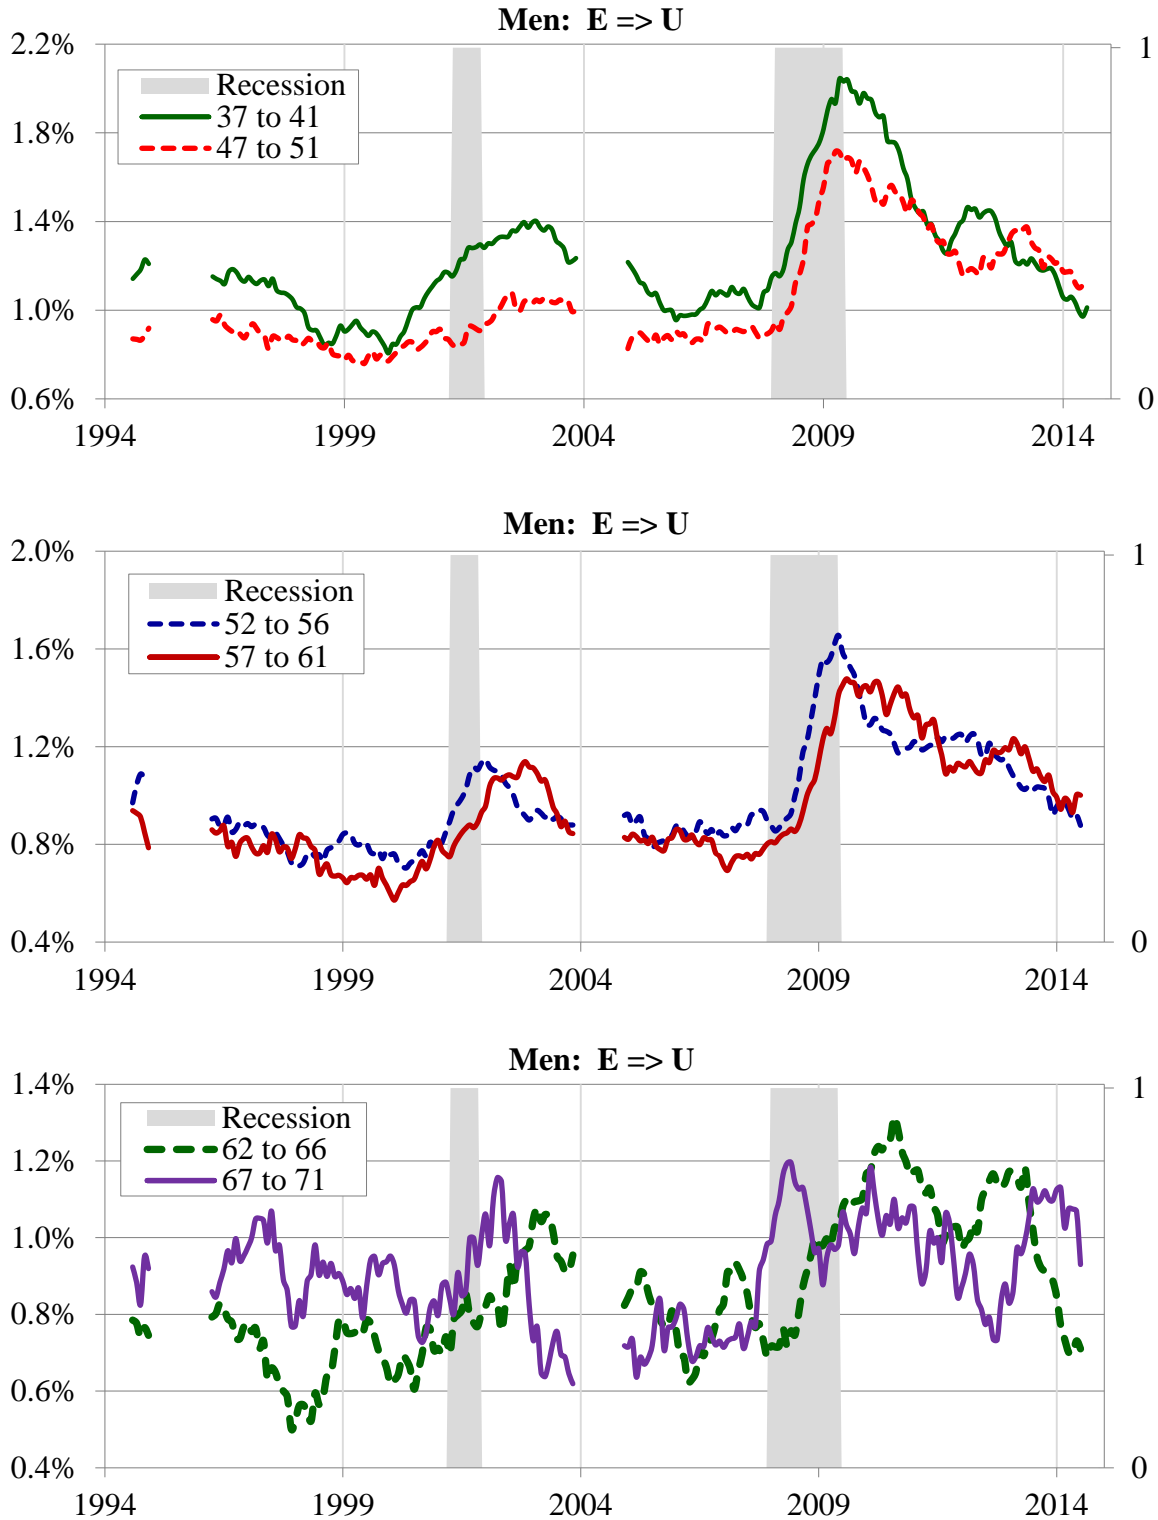 Men: E => U
2.2%
1
Recession
37 to 41
47 to 51
1.8%
1.4%
1.0%
0.6%
0
1994 1999 2004 2009 2014
Men: E => U
2.0%
1
Recession
52 to 56
57 to 61
1.6%
1.2%
0.8%
0.4%
0
1994 1999 2004 2009 2014
Men: E => U
1.4%
1
Recession
62 to 66
67 to 71
1.2%
1.0%
0.8%
0.6%
0.4%
0
1994 1999 2004 2009 2014